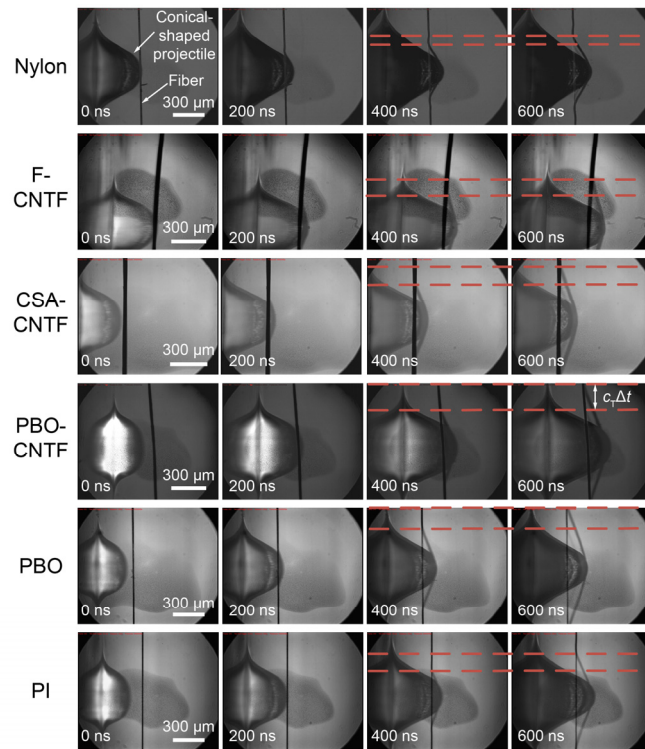 Nylon
Conical-
shaped projectile
Fiber
0 ns
300 µm
200 ns
400 ns
600 ns
F-
CNTF
0 ns
300 µm
200 ns
400 ns
600 ns
CSA-
CNTF
0 ns
300 µm
200 ns
400 ns
600 ns
PBO-
CNTF
0 ns
300 µm
200 ns
400 ns
c_TΔt
600 ns
PBO
0 ns
300 µm
200 ns
400 ns
600 ns
PI
0 ns
300 µm
200 ns
400 ns
600 ns